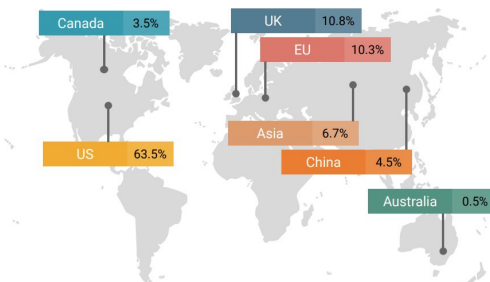 Canada 3.5%
UK 10.8%
EU 10.3%
Asia 6.7%
US 63.5%
China 4.5%
Australia 0.5%